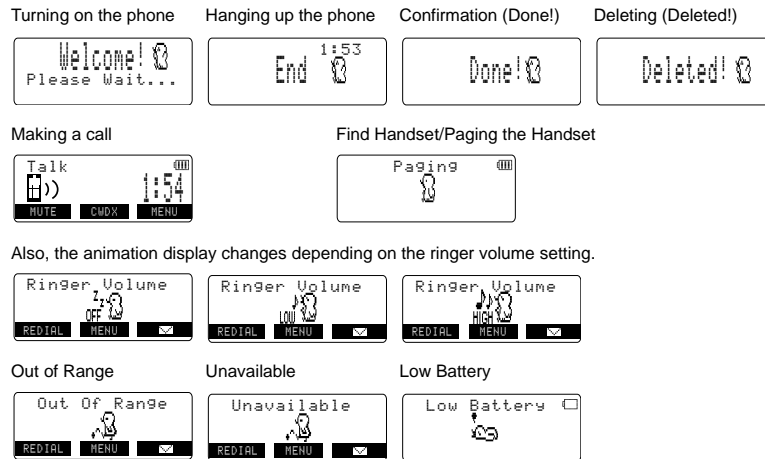 Turning on the phone
Hanging up the phone
Confirmation (Done!)
Deleting (Deleted!)
Welcome!
Please Wait...
1:53
End
Done!
Deleted!
Making a call
Find Handset/Paging the Handset
Talk
1:54
MUTE CWDX MENU
Paging
Also, the animation display changes depending on the ringer volume setting.
Ringer Volume
Zz
OFF
REDIAL MENU
Ringer Volume
LOW
REDIAL MENU
Ringer Volume
HIGH
REDIAL MENU
Out of Range
Unavailable
Low Battery
Out Of Range
REDIAL MENU
Unavailable
REDIAL MENU
Low Battery